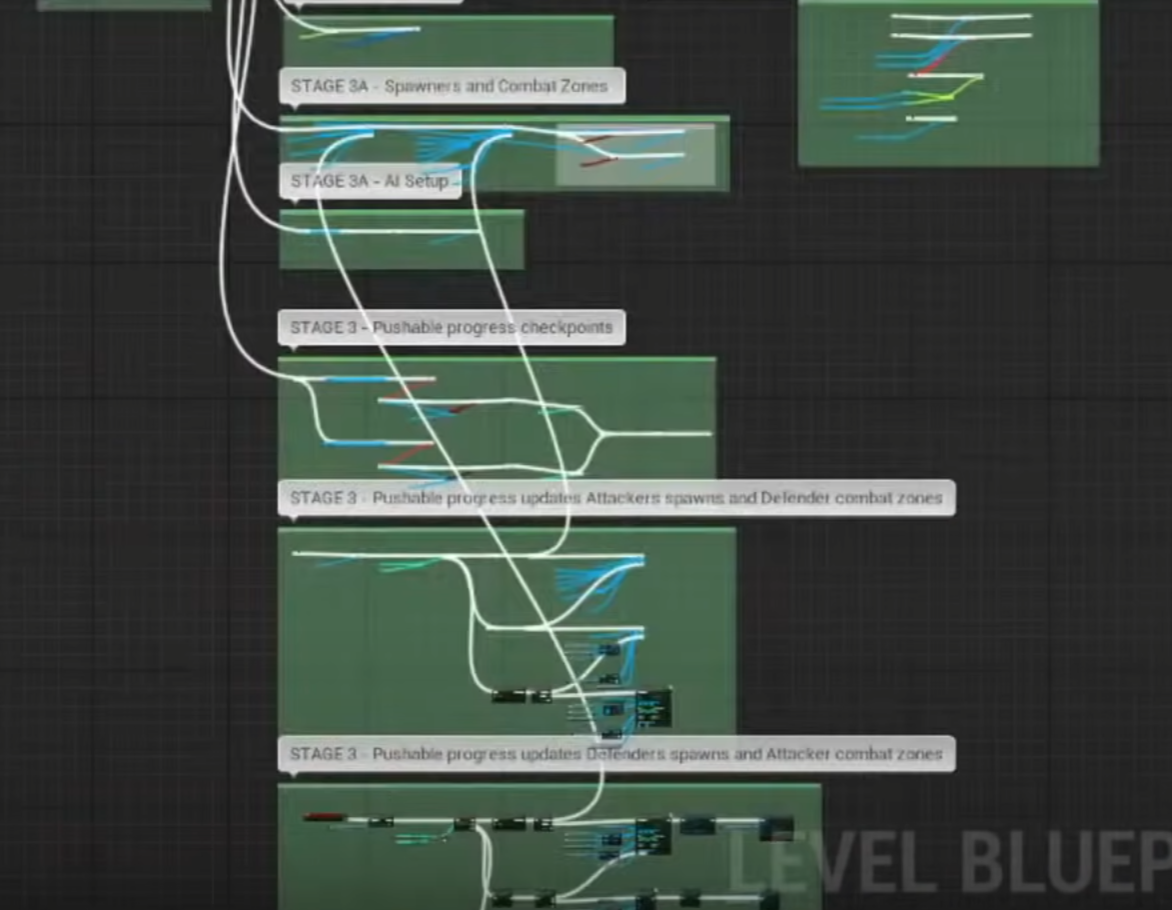 STAGE 3A - Spawners and Combat Zones
STAGE 3A - AI Setup
STAGE 3 - Pushable progress checkpoints
STAGE 3 - Pushable progress updates Attackers spawns and Defender combat zones
STAGE 3 - Pushable progress updates Defenders spawns and Attacker combat zones
LEVEL BLUEP